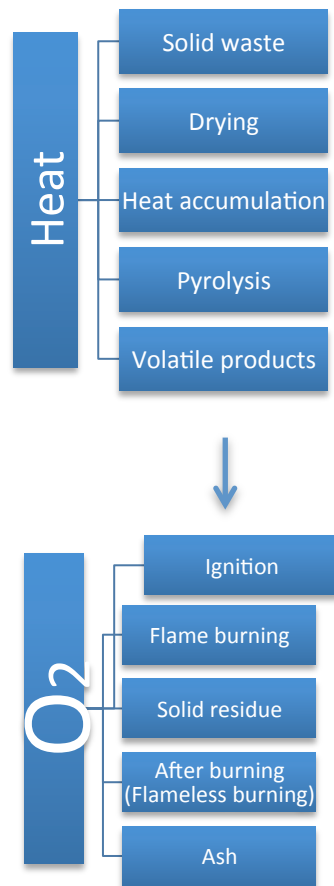 Heat
Solid waste
Drying
Heat accumulation
Pyrolysis
Volatile products
O2
Ignition
Flame burning
Solid residue
After burning
(Flameless burning)
Ash